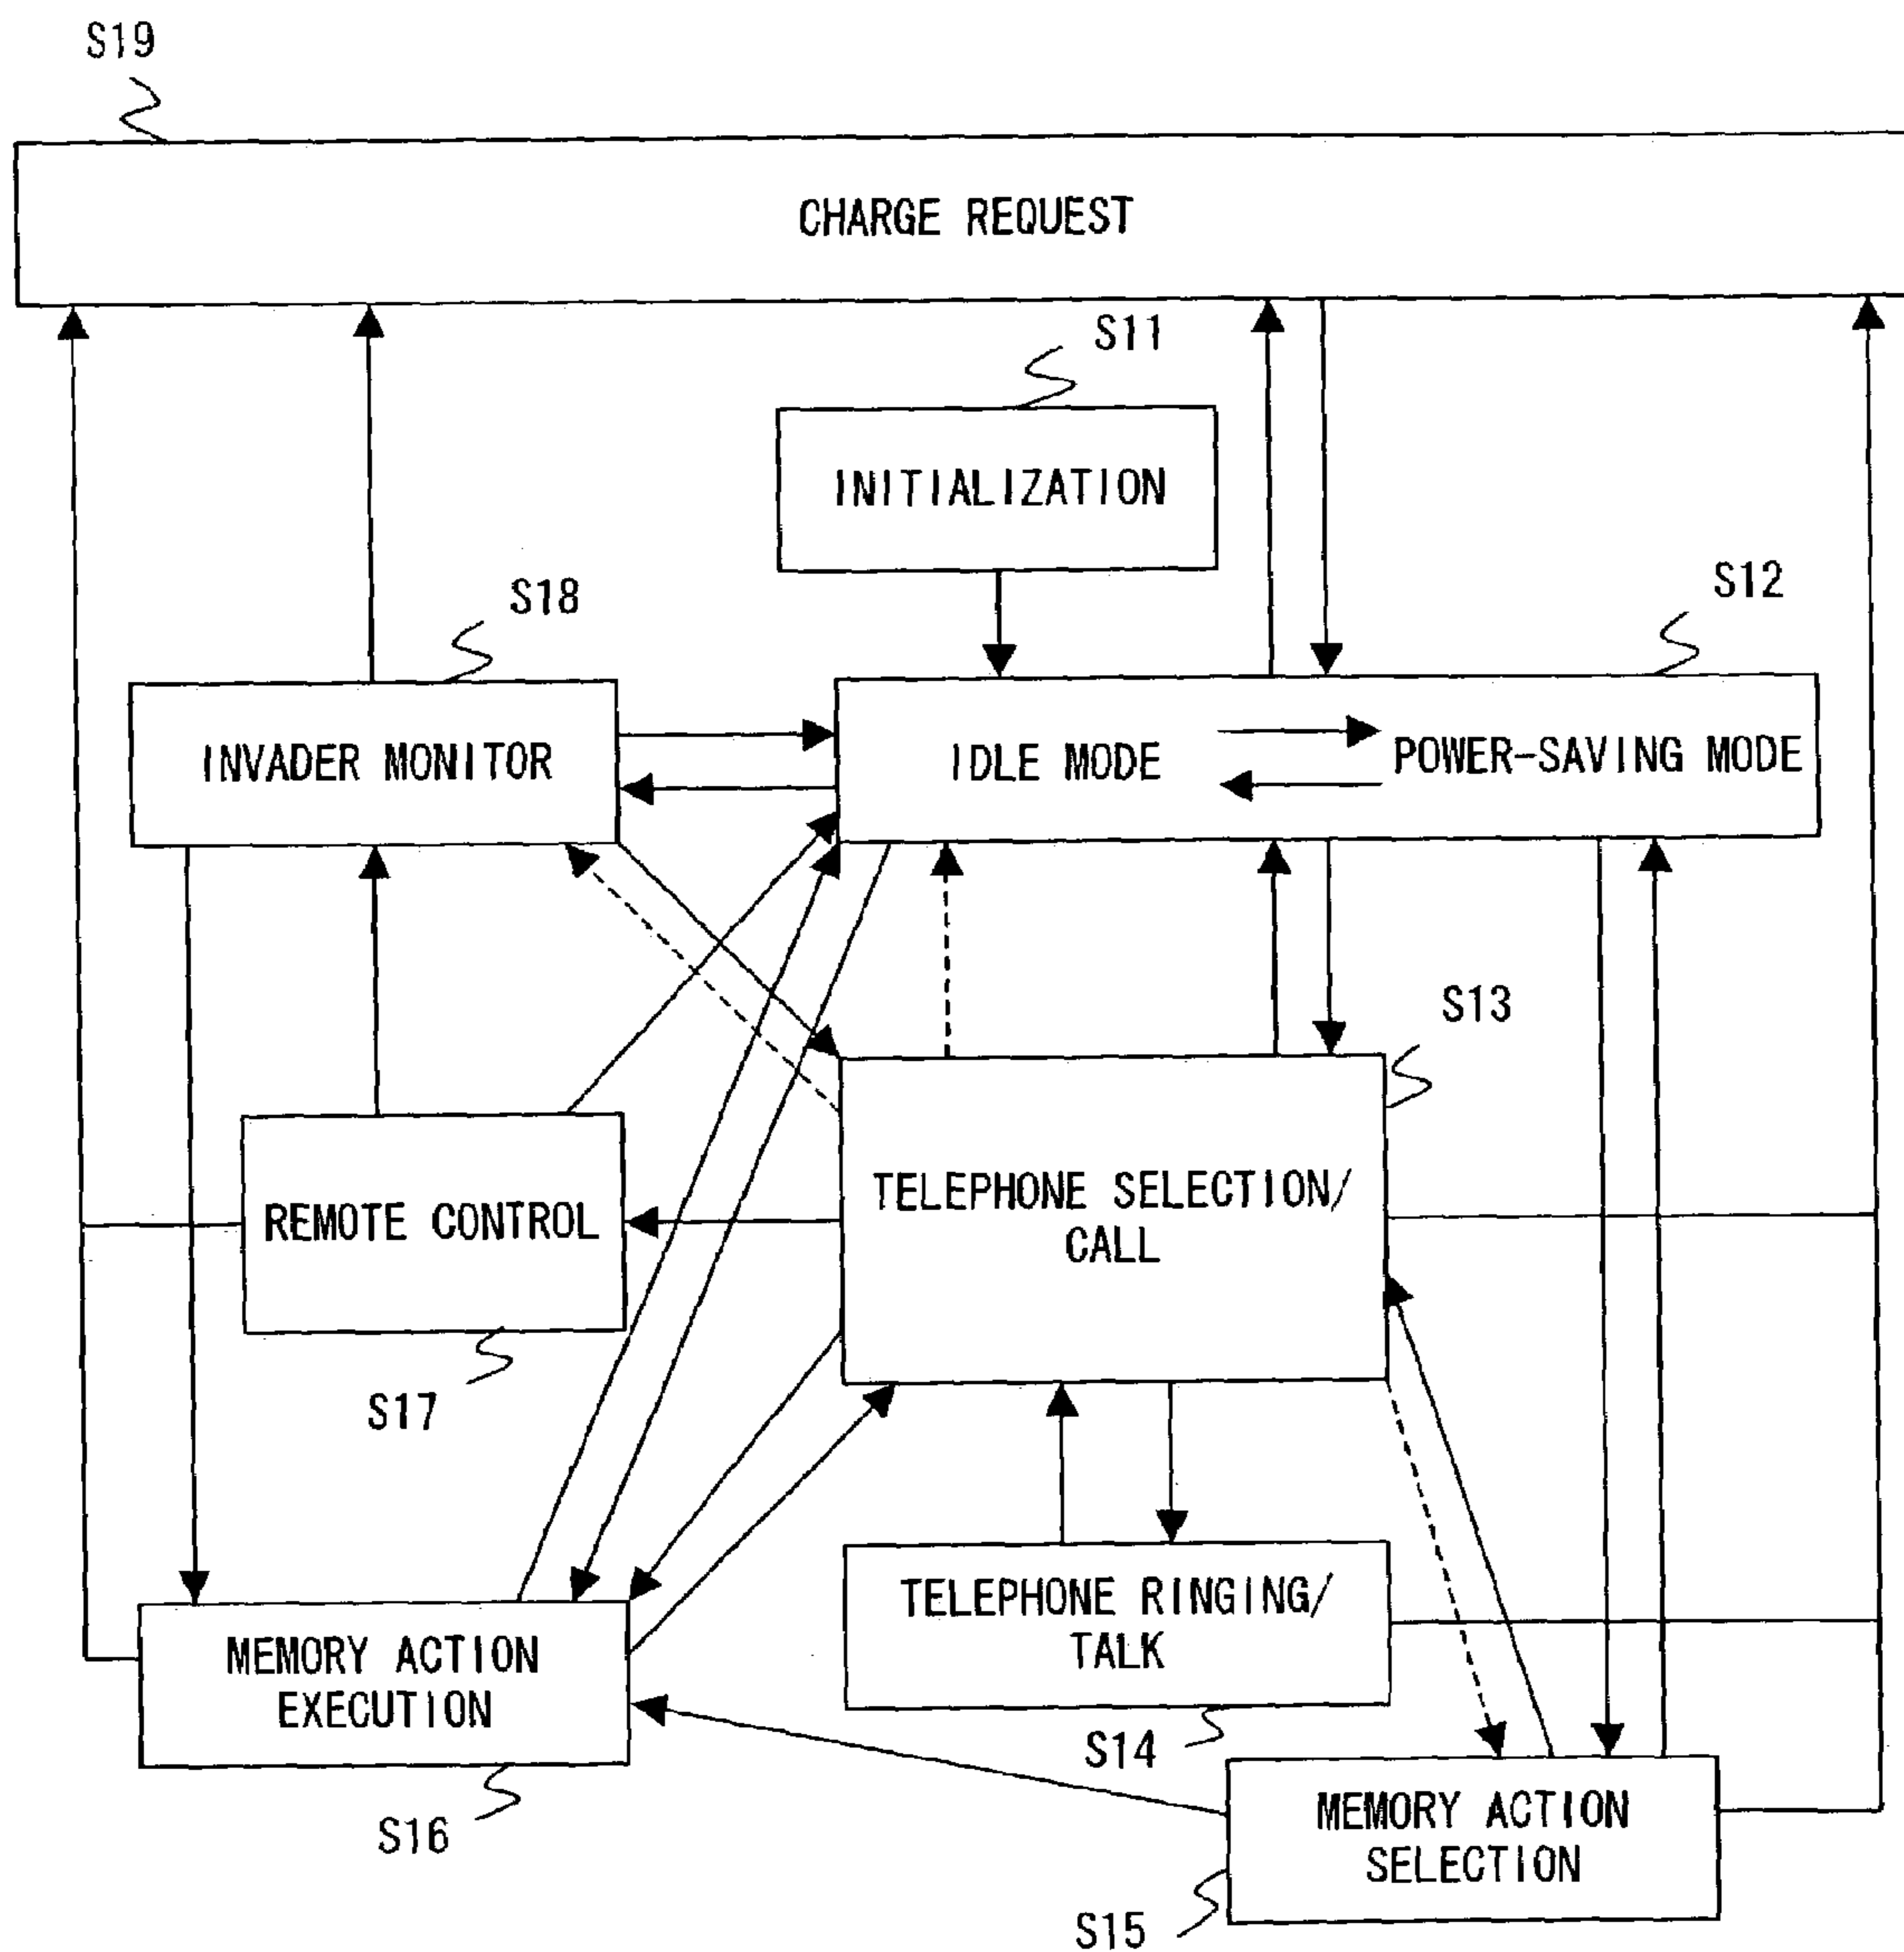 S19
CHARGE REQUEST
S11
INITIALIZATION
S18
S12
INVADER MONITOR
IDLE MODE
POWER-SAVING MODE
S13
REMOTE CONTROL
TELEPHONE SELECTION/
CALL
S17
TELEPHONE RINGING/
TALK
MEMORY ACTION
EXECUTION
S14
S16
MEMORY ACTION
SELECTION
S15